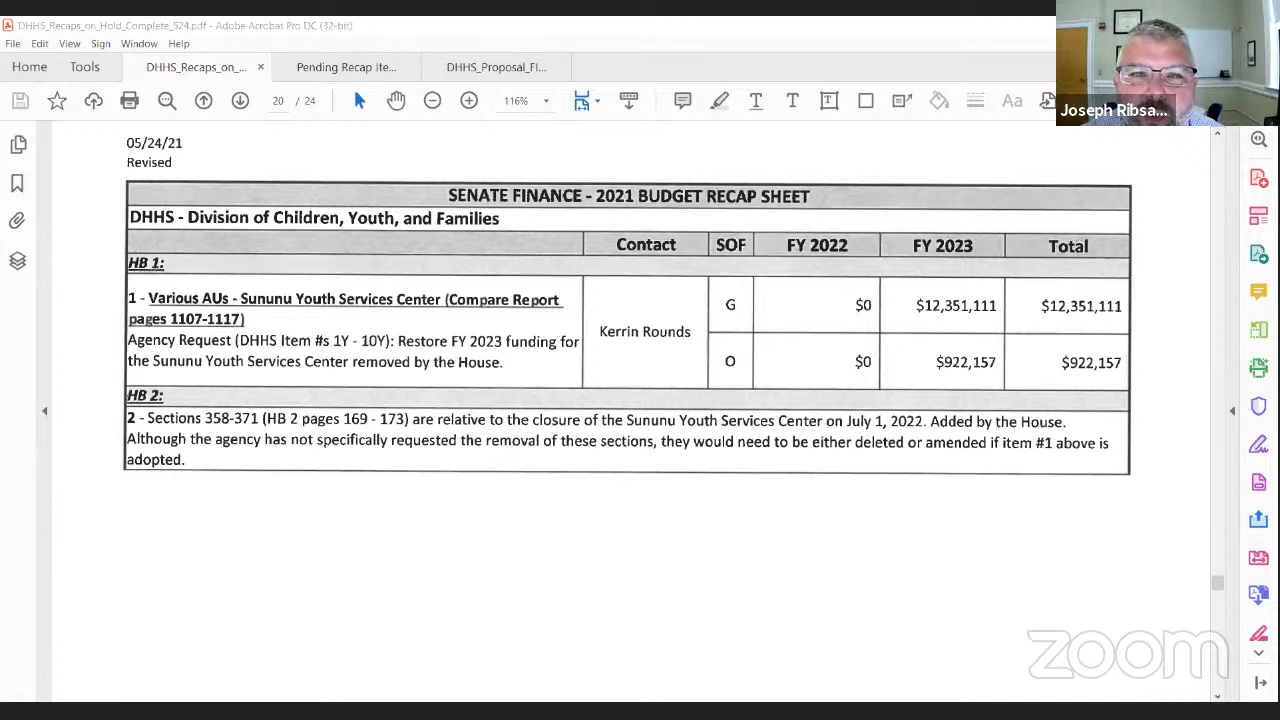 DHHS_Recaps_on_Hold_Complete_524.pdf - Adobe Acrobat Pro DC (32-bit)
File Edit View Sign Window Help
Home Tools DHHS_Recaps_on_... × Pending Recap Ite... DHHS_Proposal_Fl...
20 / 24 116% Aa
Joseph Ribsa...
05/24/21
Revised
SENATE FINANCE - 2021 BUDGET RECAP SHEET
DHHS - Division of Children, Youth, and Families
Contact SOF FY 2022 FY 2023 Total
HB 1:
1 - Various AUs - Sununu Youth Services Center (Compare Report
pages 1107-1117)
Agency Request (DHHS Item #s 1Y - 10Y): Restore FY 2023 funding for
the Sununu Youth Services Center removed by the House.
Kerrin Rounds
G $0 $12,351,111 $12,351,111
O $0 $922,157 $922,157
HB 2:
2 - Sections 358-371 (HB 2 pages 169 - 173) are relative to the closure of the Sununu Youth Services Center on July 1, 2022. Added by the House.
Although the agency has not specifically requested the removal of these sections, they would need to be either deleted or amended if item #1 above is
adopted.
zoom